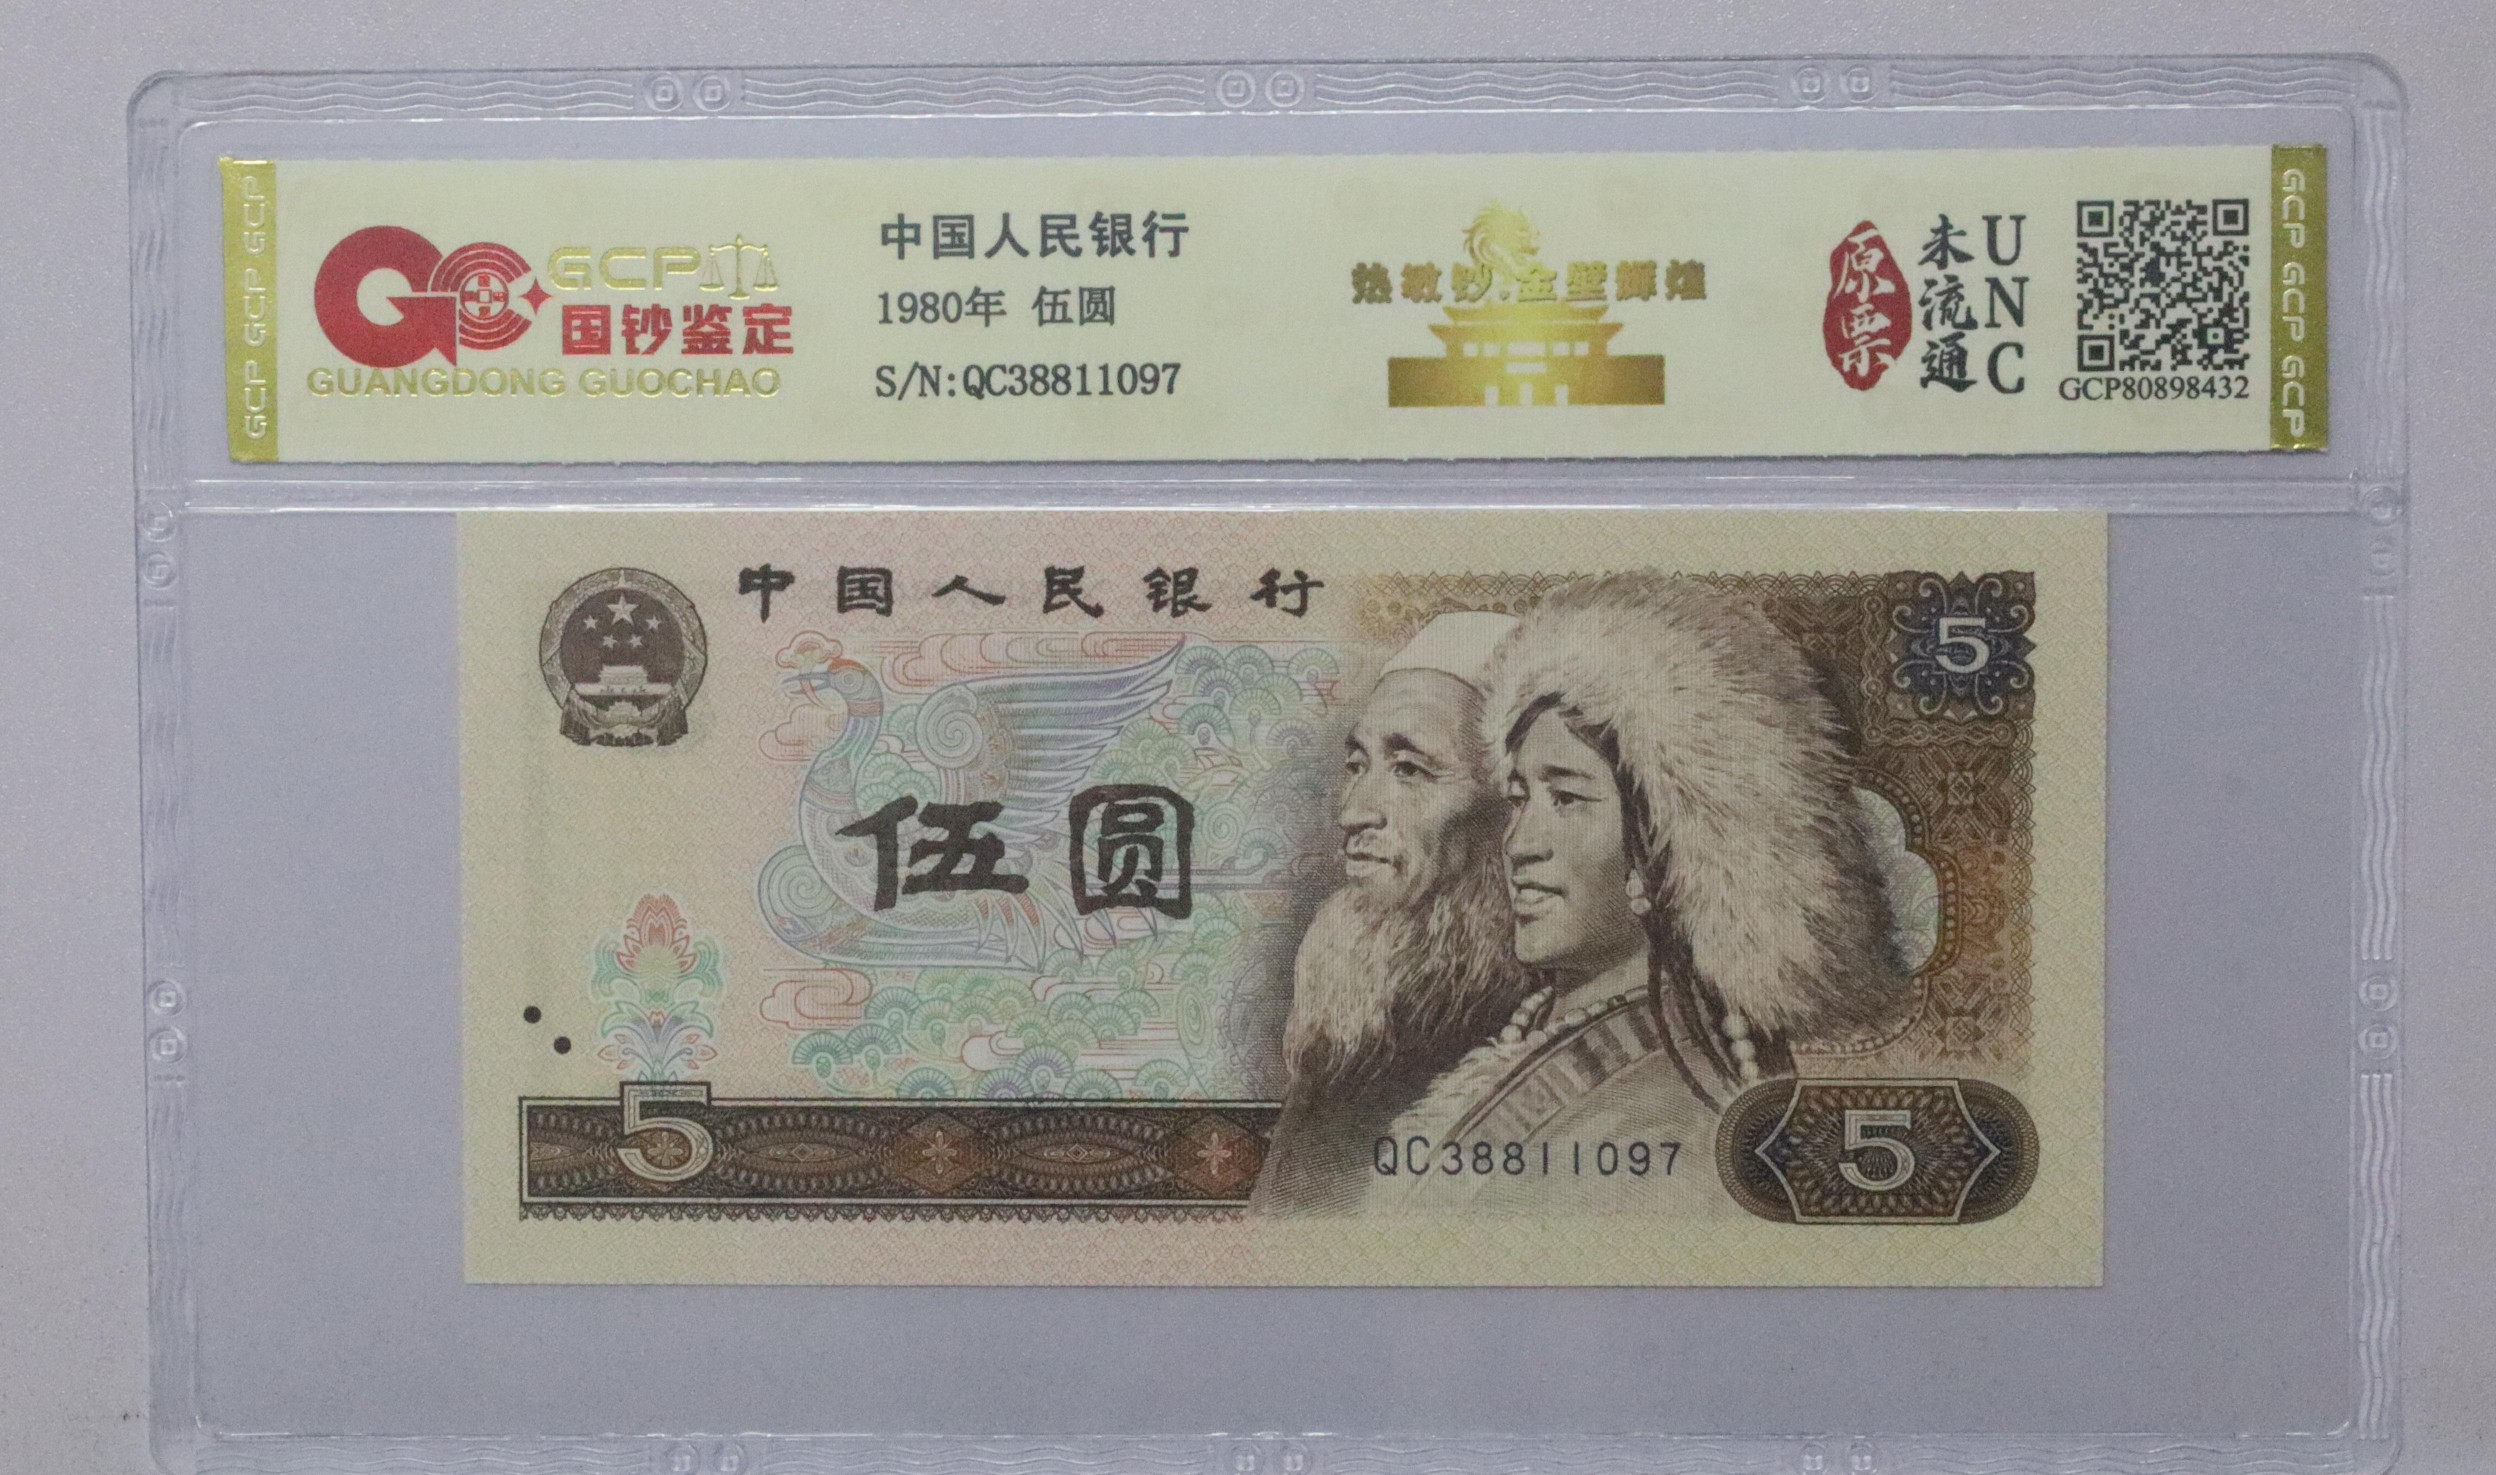 GCP GCP GCP
GCP
国钞鉴定
GUANGDONG GUOCHAO
中国人民银行
1980年 伍圆
S/N:QC38811097
热敏钞.金壁辉煌
原票
未流通
UNC
GCP80898432
GCP GCP GCP
中国人民银行
5
伍圆
5
QC38811097
5